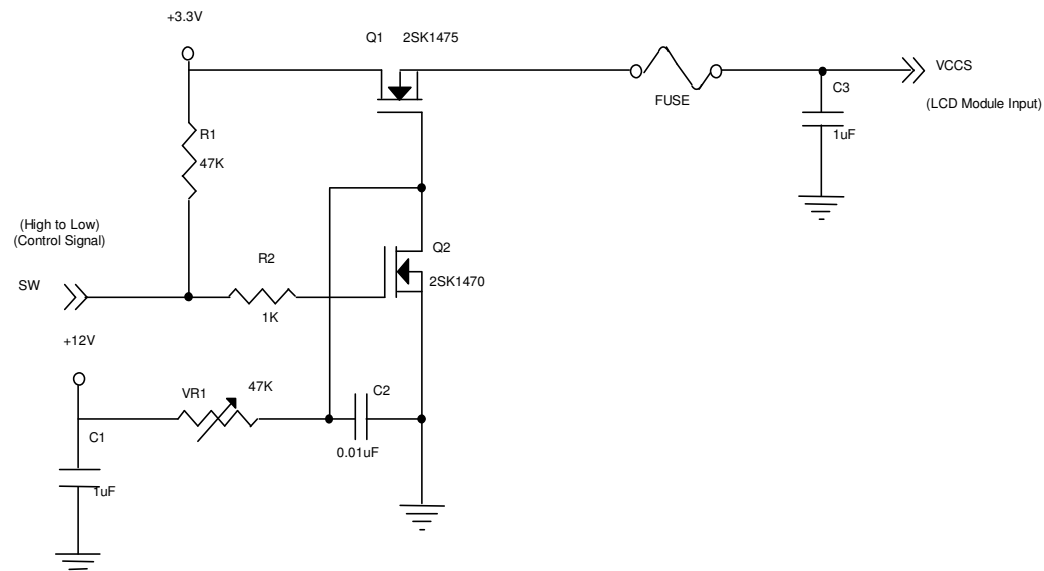 +3.3V
Q1 2SK1475
VCCS
FUSE
C3
(LCD Module Input)
1uF
R1
47K
(High to Low)
(Control Signal)
R2
Q2
SW
2SK1470
1K
+12V
VR1
47K
C2
C1
0.01uF
1uF